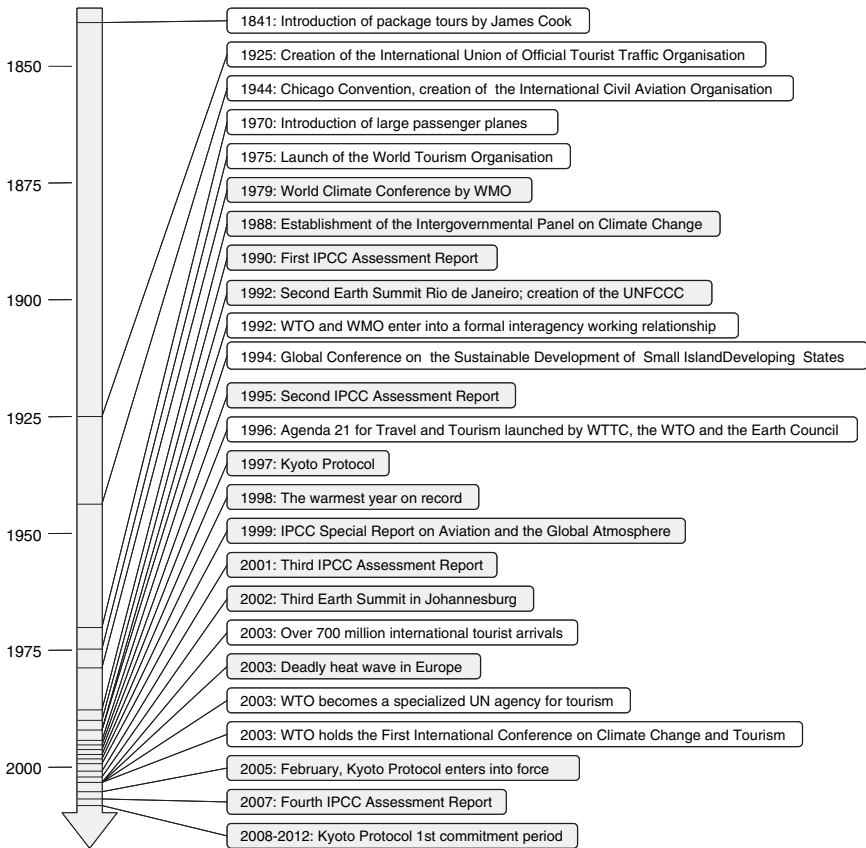 1841: Introduction of package tours by James Cook
1925: Creation of the International Union of Official Tourist Traffic Organisation
1850
1944: Chicago Convention, creation of the International Civil Aviation Organisation
1970: Introduction of large passenger planes
1975: Launch of the World Tourism Organisation
1875
1979: World Climate Conference by WMO
1988: Establishment of the Intergovernmental Panel on Climate Change
1990: First IPCC Assessment Report
1900
1992: Second Earth Summit Rio de Janeiro; creation of the UNFCCC
1992: WTO and WMO enter into a formal interagency working relationship
1994: Global Conference on the Sustainable Development of Small IslandDeveloping States
1995: Second IPCC Assessment Report
1925
1996: Agenda 21 for Travel and Tourism launched by WTTC, the WTO and the Earth Council
1997: Kyoto Protocol
1998: The warmest year on record
1950
1999: IPCC Special Report on Aviation and the Global Atmosphere
2001: Third IPCC Assessment Report
2002: Third Earth Summit in Johannesburg
2003: Over 700 million international tourist arrivals
1975
2003: Deadly heat wave in Europe
2003: WTO becomes a specialized UN agency for tourism
2003: WTO holds the First International Conference on Climate Change and Tourism
2000
2005: February, Kyoto Protocol enters into force
2007: Fourth IPCC Assessment Report
2008-2012: Kyoto Protocol 1st commitment period